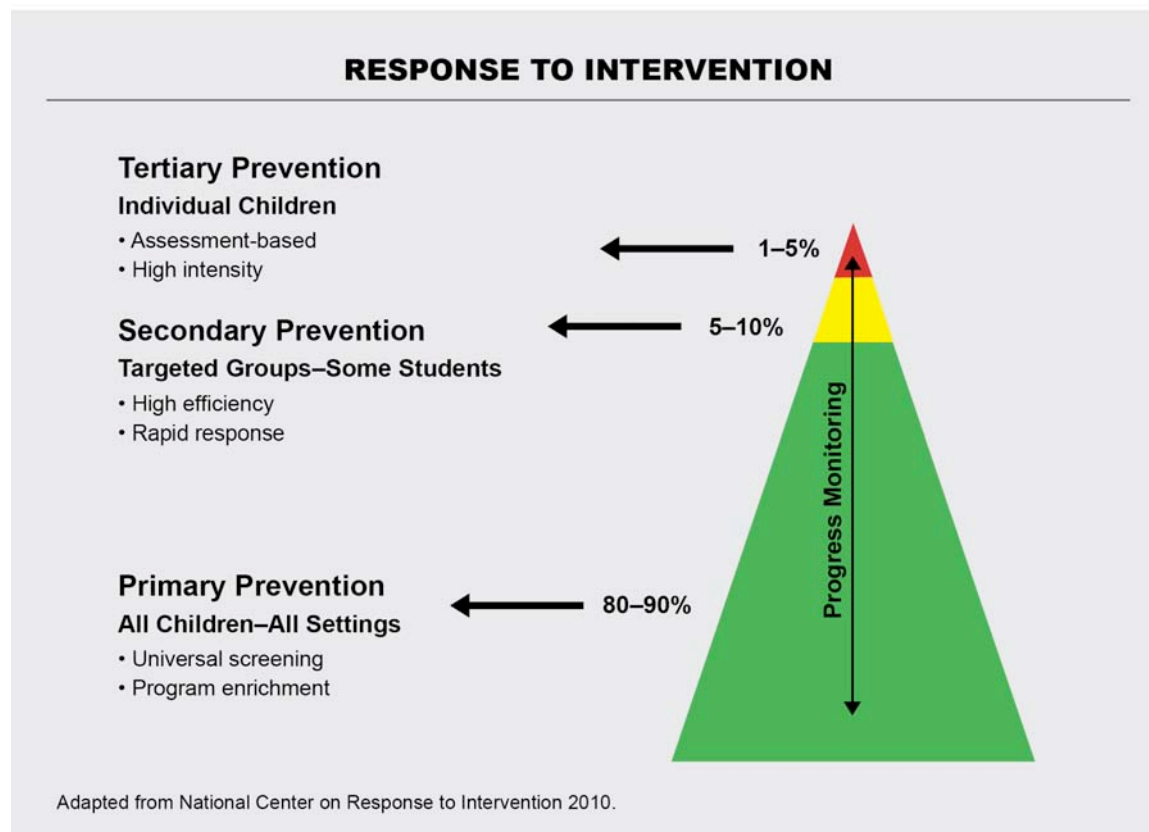 RESPONSE TO INTERVENTION
Tertiary Prevention
Individual Children
• Assessment-based
• High intensity
1–5%
Secondary Prevention
Targeted Groups–Some Students
• High efficiency
• Rapid response
5–10%
Progress Monitoring
Primary Prevention
All Children–All Settings
• Universal screening
• Program enrichment
80–90%
Adapted from National Center on Response to Intervention 2010.